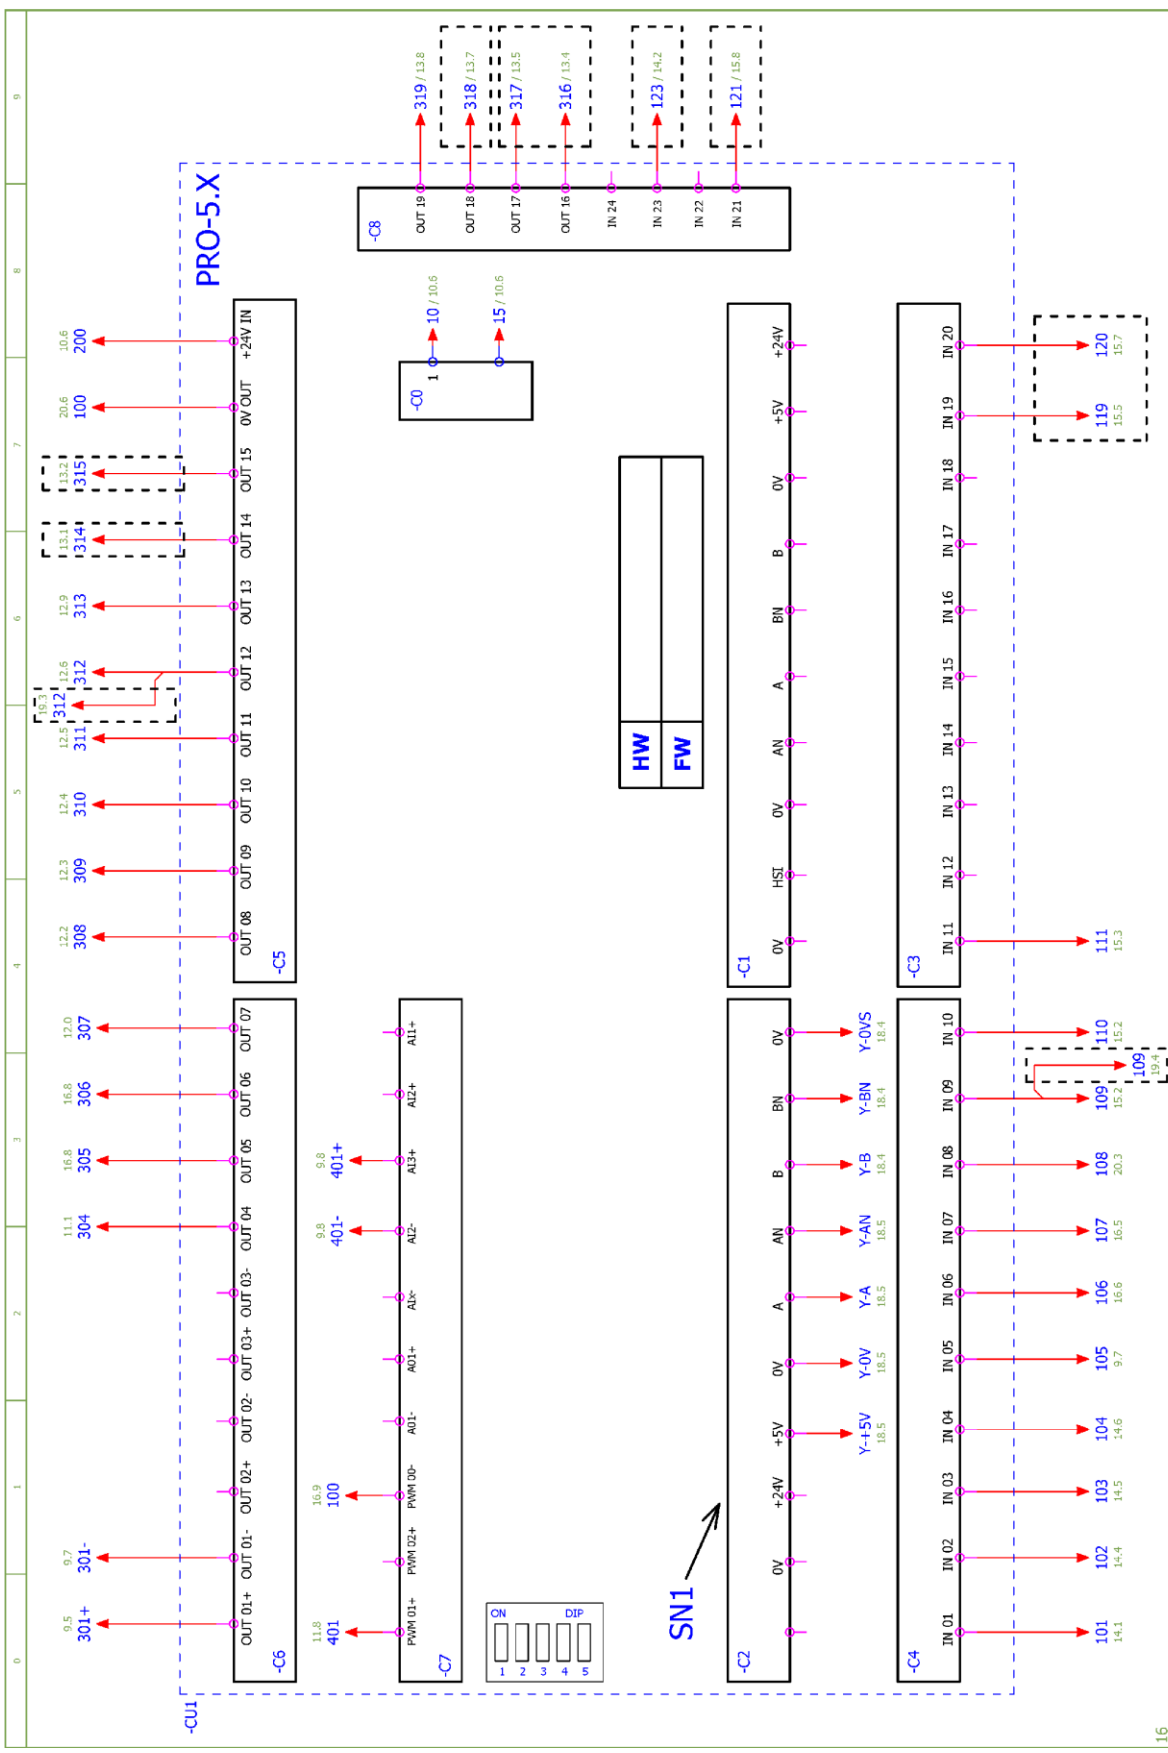 9
8
7
6
5
4
3
2
1
0
319 / 13.8
318 / 13.7
317 / 13.5
316 / 13.4
123 / 14.2
121 / 15.8
PRO-5.X
-C8
OUT 19
OUT 18
OUT 17
OUT 16
IN 24
IN 23
IN 22
IN 21
10 / 10.6
15 / 10.6
-C0
1
10.6
200
+24V IN
20.6
100
0V OUT
13.2
315
OUT 15
13.1
314
OUT 14
12.9
313
OUT 13
12.6
312
OUT 12
19.3
312
12.5
311
OUT 11
12.4
310
OUT 10
12.3
309
OUT 09
12.2
308
OUT 08
-C5
12.0
307
OUT 07
16.8
306
OUT 06
16.8
305
OUT 05
11.1
304
OUT 04
OUT 03-
OUT 03+
OUT 02-
OUT 02+
9.7
301-
OUT 01-
9.5
301+
OUT 01+
-C6
AI1+
AI2+
9.8
401+
AI3+
9.8
401-
AI2-
AIx-
A01+
A01-
16.9
100
PWM 00-
PWM 02+
11.8
401
PWM 01+
-C7
ON
DIP
1 2 3 4 5
HW
FW
+24V
+5V
0V
B
BN
A
AN
0V
HSI
0V
-C1
0V
Y-0VS
18.4
BN
Y-BN
18.4
B
Y-B
18.4
AN
Y-AN
18.5
A
Y-A
18.5
0V
Y-0V
18.5
+5V
Y-+5V
18.5
+24V
0V
SN1
-C2
IN 20
120
15.7
IN 19
119
15.5
IN 18
IN 17
IN 16
IN 15
IN 14
IN 13
IN 12
IN 11
111
15.3
-C3
IN 10
110
15.2
109
19.4
IN 09
109
15.2
IN 08
108
20.3
IN 07
107
16.5
IN 06
106
16.6
IN 05
105
9.7
IN 04
104
14.6
IN 03
103
14.5
IN 02
102
14.4
IN 01
101
14.1
-C4
-CU1
16